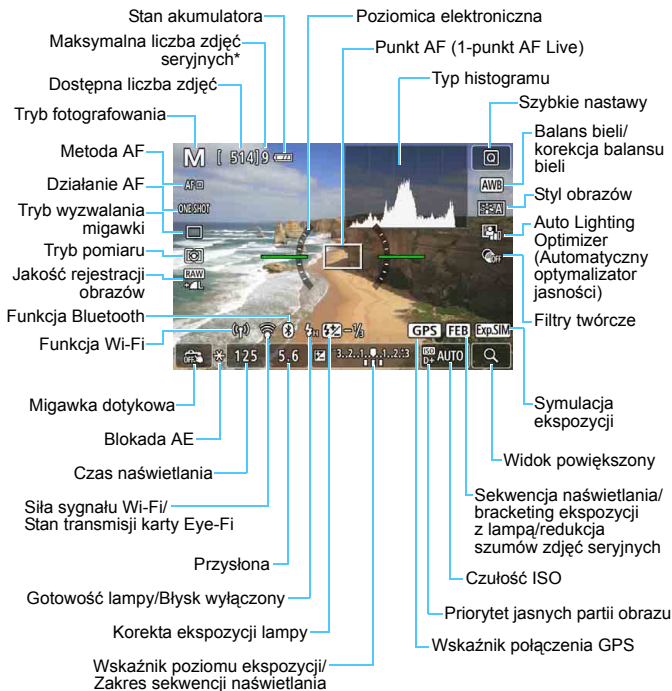 Stan akumulatora
Poziomica elektroniczna
Maksymalna liczba zdjęć
seryjnych*
Punkt AF (1-punkt AF Live)
Dostępna liczba zdjęć
Typ histogramu
Tryb fotografowania
Szybkie nastawy
Metoda AF
Balans bieli/
korekcja balansu
bieli
Działanie AF
Styl obrazów
Tryb wyzwalania
migawki
Auto Lighting
Optimizer
(Automatyczny
optymalizator
jasności)
Tryb pomiaru
Jakość rejestracji
obrazów
Filtry twórcze
Funkcja Bluetooth
Funkcja Wi-Fi
M [ 514] 9
Q
AF
AWB
ONE SHOT
A
RAW
L
OFF
H
-1/3
GPS FEB Exp.SIM
OFF
125 5.6 3..2..1..0..1..2..3 ISO D+ AUTO
Migawka dotykowa
Symulacja
ekspozycji
Blokada AE
Widok powiększony
Czas naświetlania
Sekwencja naświetlania/
bracketing ekspozycji
z lampą/redukcja
szumów zdjęć seryjnych
Siła sygnału Wi-Fi/
Stan transmisji karty Eye-Fi
Przysłona
Czułość ISO
Gotowość lampy/Błysk wyłączony
Priorytet jasnych partii obrazu
Korekta ekspozycji lampy
Wskaźnik połączenia GPS
Wskaźnik poziomu ekspozycji/
Zakres sekwencji naświetlania